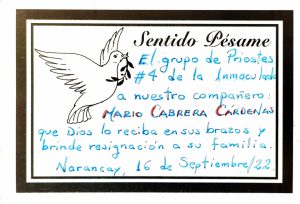 Sentido Pésame
El grupo de Priostes
#4 de la Inmaculada
a nuestro compañero:
MARIO CABRERA CÁRDENAS
que Dios lo reciba en sus brazos y
brinde resignación a su familia.
Narancay, 16 de Septiembre/22